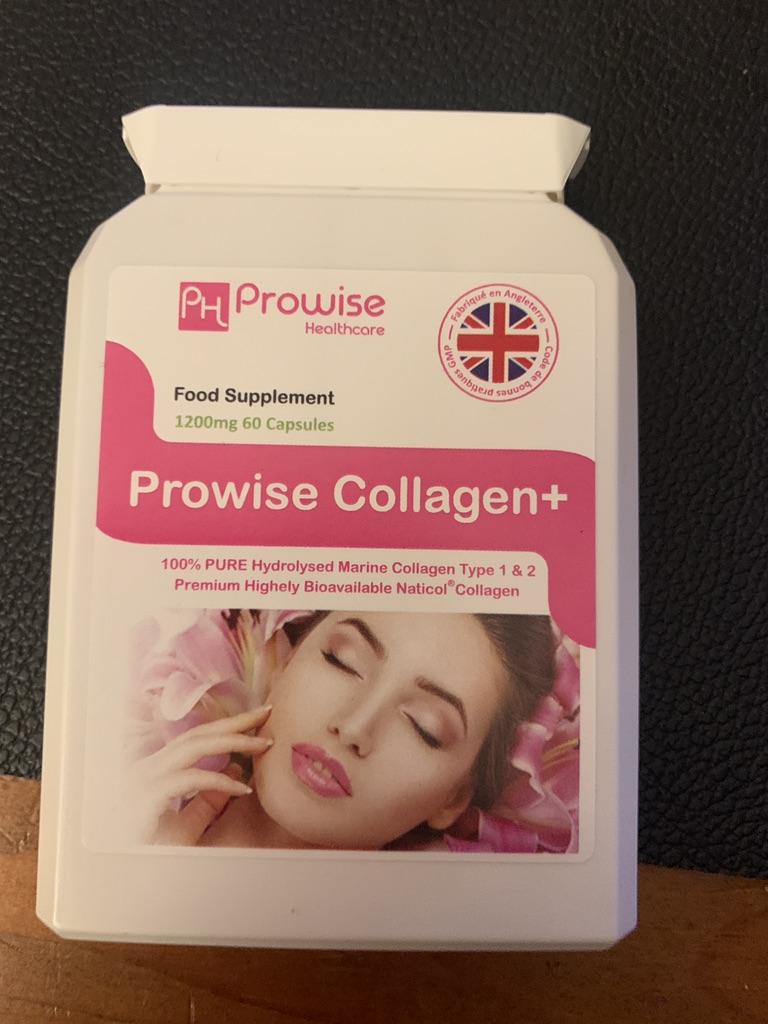 PH Prowise
Healthcare
Fabriqué en Angleterre
Code de bonnes pratiques GMP
Food Supplement
1200mg 60 Capsules
Prowise Collagen+
100% PURE Hydrolysed Marine Collagen Type 1 & 2
Premium Highely Bioavailable Naticol®Collagen